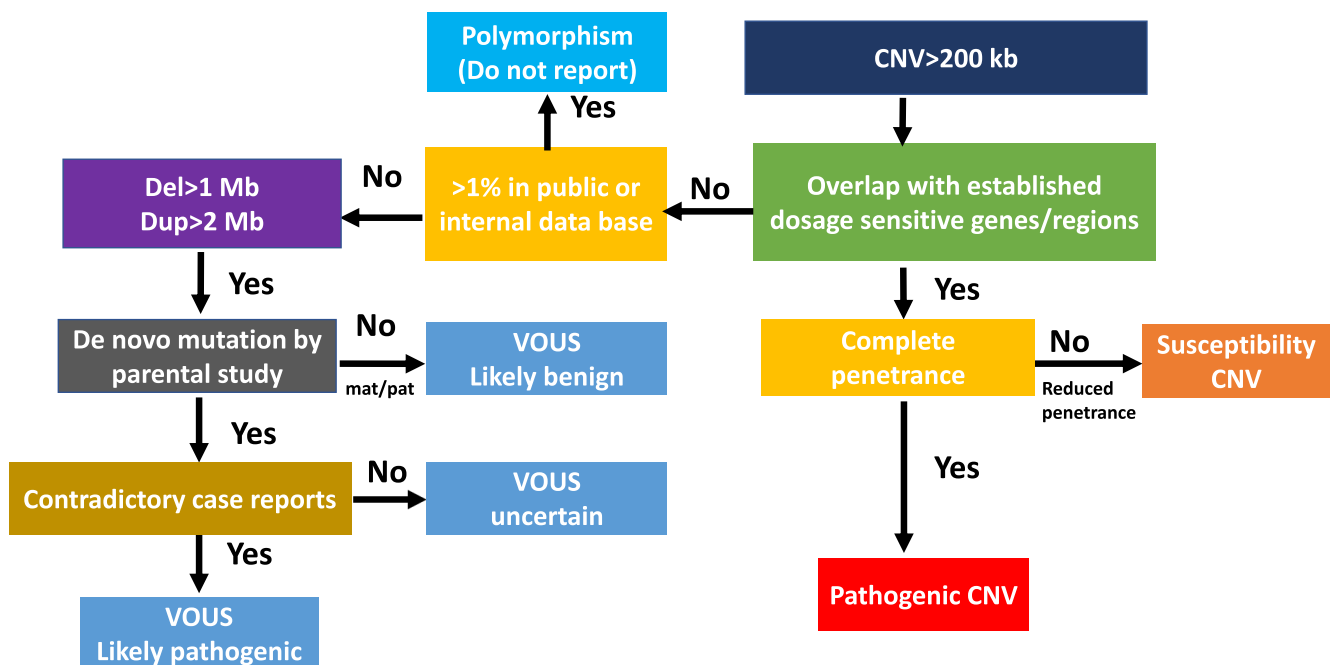 Polymorphism
(Do not report)
CNV>200 kb
Yes
Del>1 Mb
Dup>2 Mb
No
>1% in public or
internal data base
No
Overlap with established
dosage sensitive genes/regions
Yes
Yes
De novo mutation by
parental study
No
mat/pat
VOUS
Likely benign
Complete
penetrance
No
Reduced
penetrance
Susceptibility
CNV
Yes
Yes
Contradictory case reports
No
VOUS
uncertain
Yes
VOUS
Likely pathogenic
Pathogenic CNV